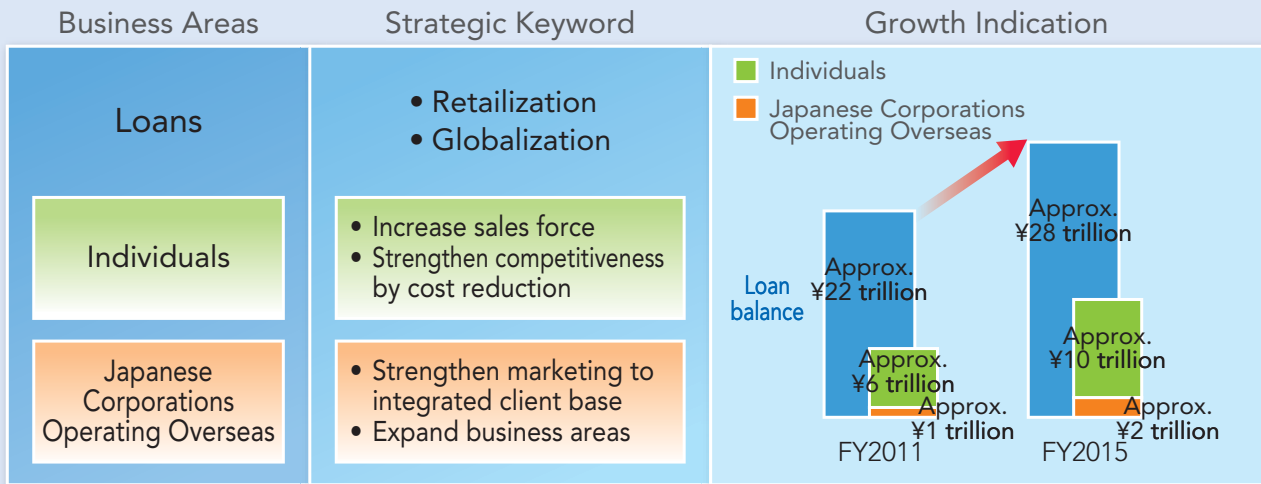 Business Areas
Strategic Keyword
Growth Indication
Loans
• Retailization
• Globalization
Individuals
• Increase sales force
• Strengthen competitiveness
by cost reduction
Japanese
Corporations
Operating Overseas
• Strengthen marketing to
integrated client base
• Expand business areas
Individuals
Japanese Corporations
Operating Overseas
Loan
balance
Approx.
¥22 trillion
Approx.
¥6 trillion
Approx.
¥1 trillion
FY2011
Approx.
¥28 trillion
Approx.
¥10 trillion
Approx.
¥2 trillion
FY2015